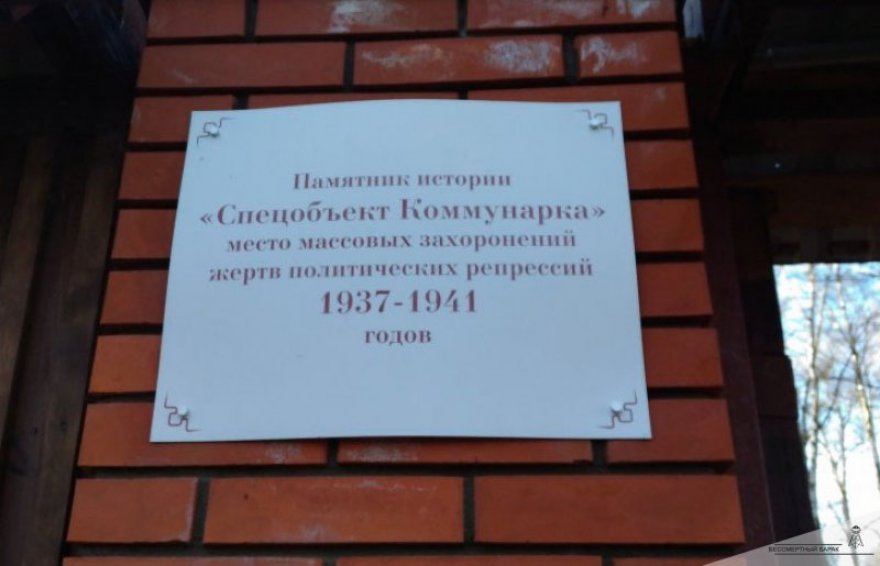 Памятник истории
«Спецобъект Коммунарка»
место массовых захоронений
жертв политических репрессий
1937-1941
годов
БЕССМЕРТНЫЙ БАРАК